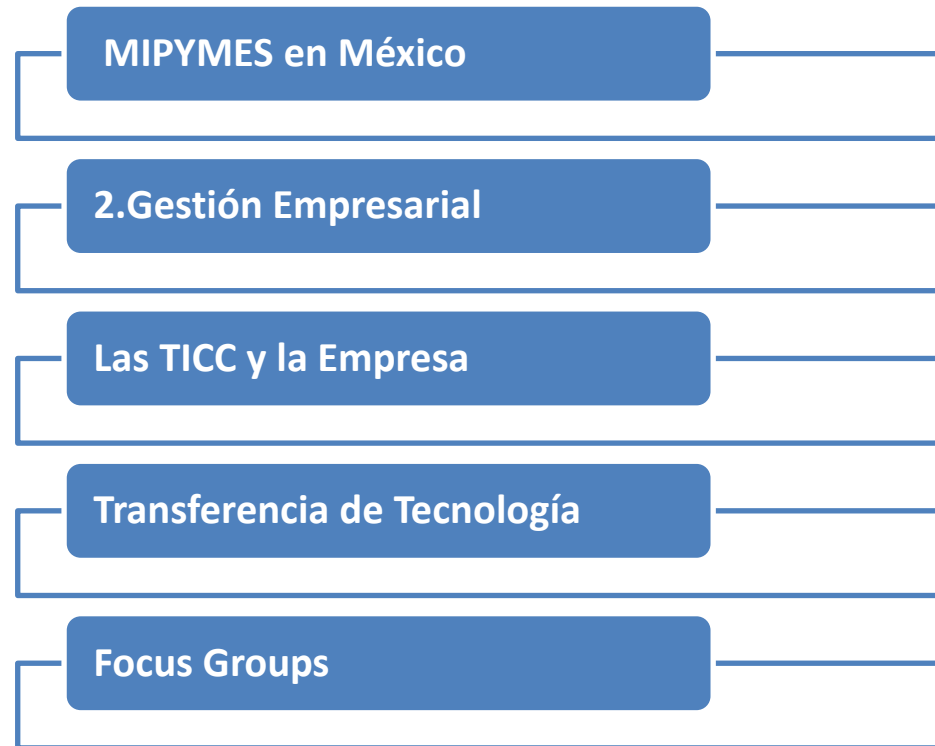 MIPYMES en México
2.Gestión Empresarial
Las TICC y la Empresa
Transferencia de Tecnología
Focus Groups